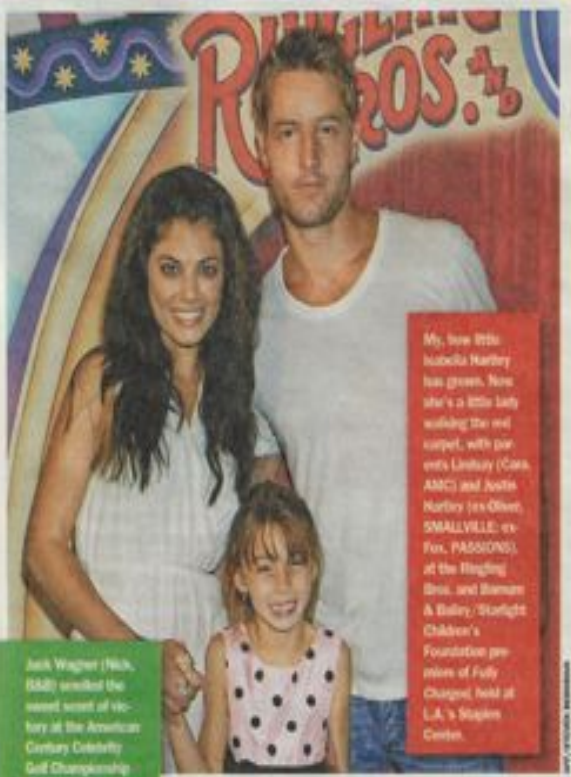 RINGLING
BROS. AND
My, how little
Isabella Hartley
has grown. Now
she's a little lady
walking the red
carpet, with par-
ents Lindsay (Cara,
AMC) and Justin
Hartley (ex-Oliver,
SMALLVILLE; ex-
Fox, PASSIONS),
at the Ringling
Bros. and Barnum
& Bailey/Starlight
Children's
Foundation pre-
miere of Fully
Charged, held at
L.A.'s Staples
Center.
Jack Wagner (Nick,
B&B) smelled the
sweet scent of vic-
tory at the American
Century Celebrity
Golf Championship